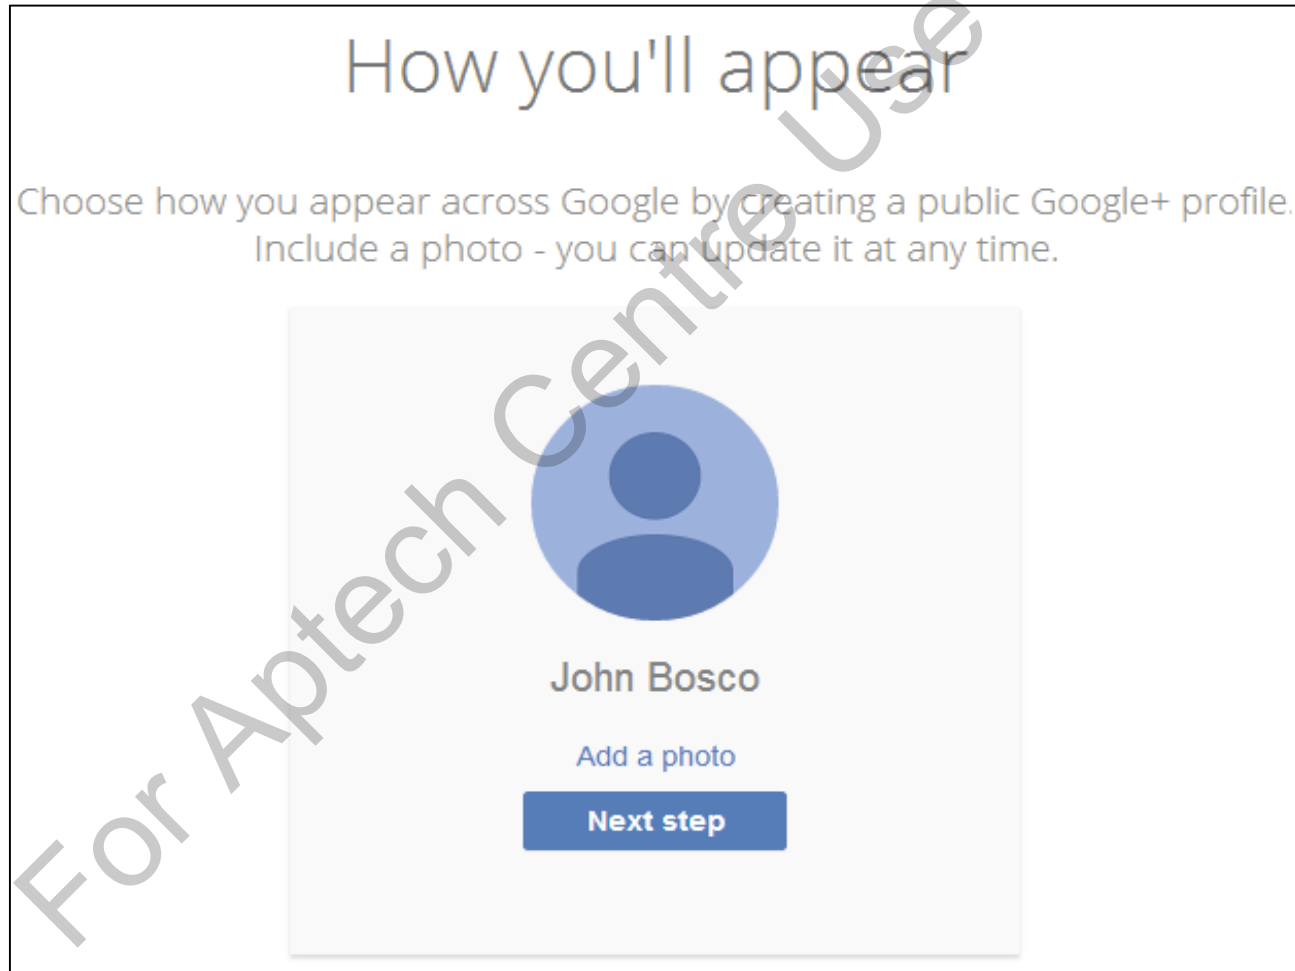 How you'll appear
Choose how you appear across Google by creating a public Google+ profile.
Include a photo - you can update it at any time.
John Bosco
Add a photo
Next step
For Aptech Centre Use